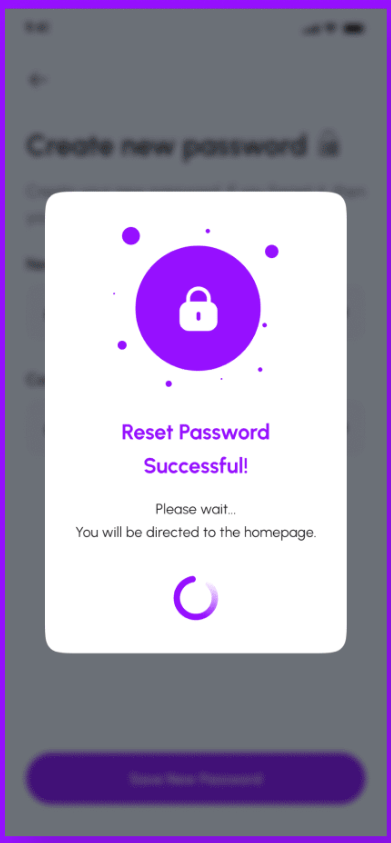 9:41
Create new password
Reset Password
Successful!
Please wait...
You will be directed to the homepage.
Save New Password